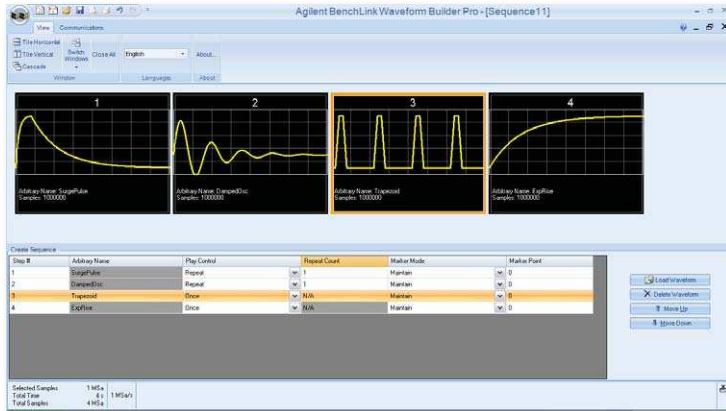 Agilent BenchLink Waveform Builder Pro - [Sequence11]
View Communications
Tile Horizontal
Tile Vertical
Cascade
Switch Windows
Close All
English
About...
Window Languages About
1
Arbitrary Name: SurgePulse
Samples: 1000000
2
Arbitrary Name: DampedOsc
Samples: 1000000
3
Arbitrary Name: Trapezoid
Samples: 1000000
4
Arbitrary Name: ExpRise
Samples: 1000000
Create Sequence
Step # Arbitrary Name Play Control Repeat Count Marker Mode Marker Point
1 SurgePulse Repeat 1 Maintain 0
2 DampedOsc Repeat 1 Maintain 0
3 Trapezoid Once N/A Maintain 0
4 ExpRise Once N/A Maintain 0
Load Waveform
Delete Waveform
Move Up
Move Down
Selected Samples 1 MSa
Total Time 4 s 1 MSa/s
Total Samples 4 MSa